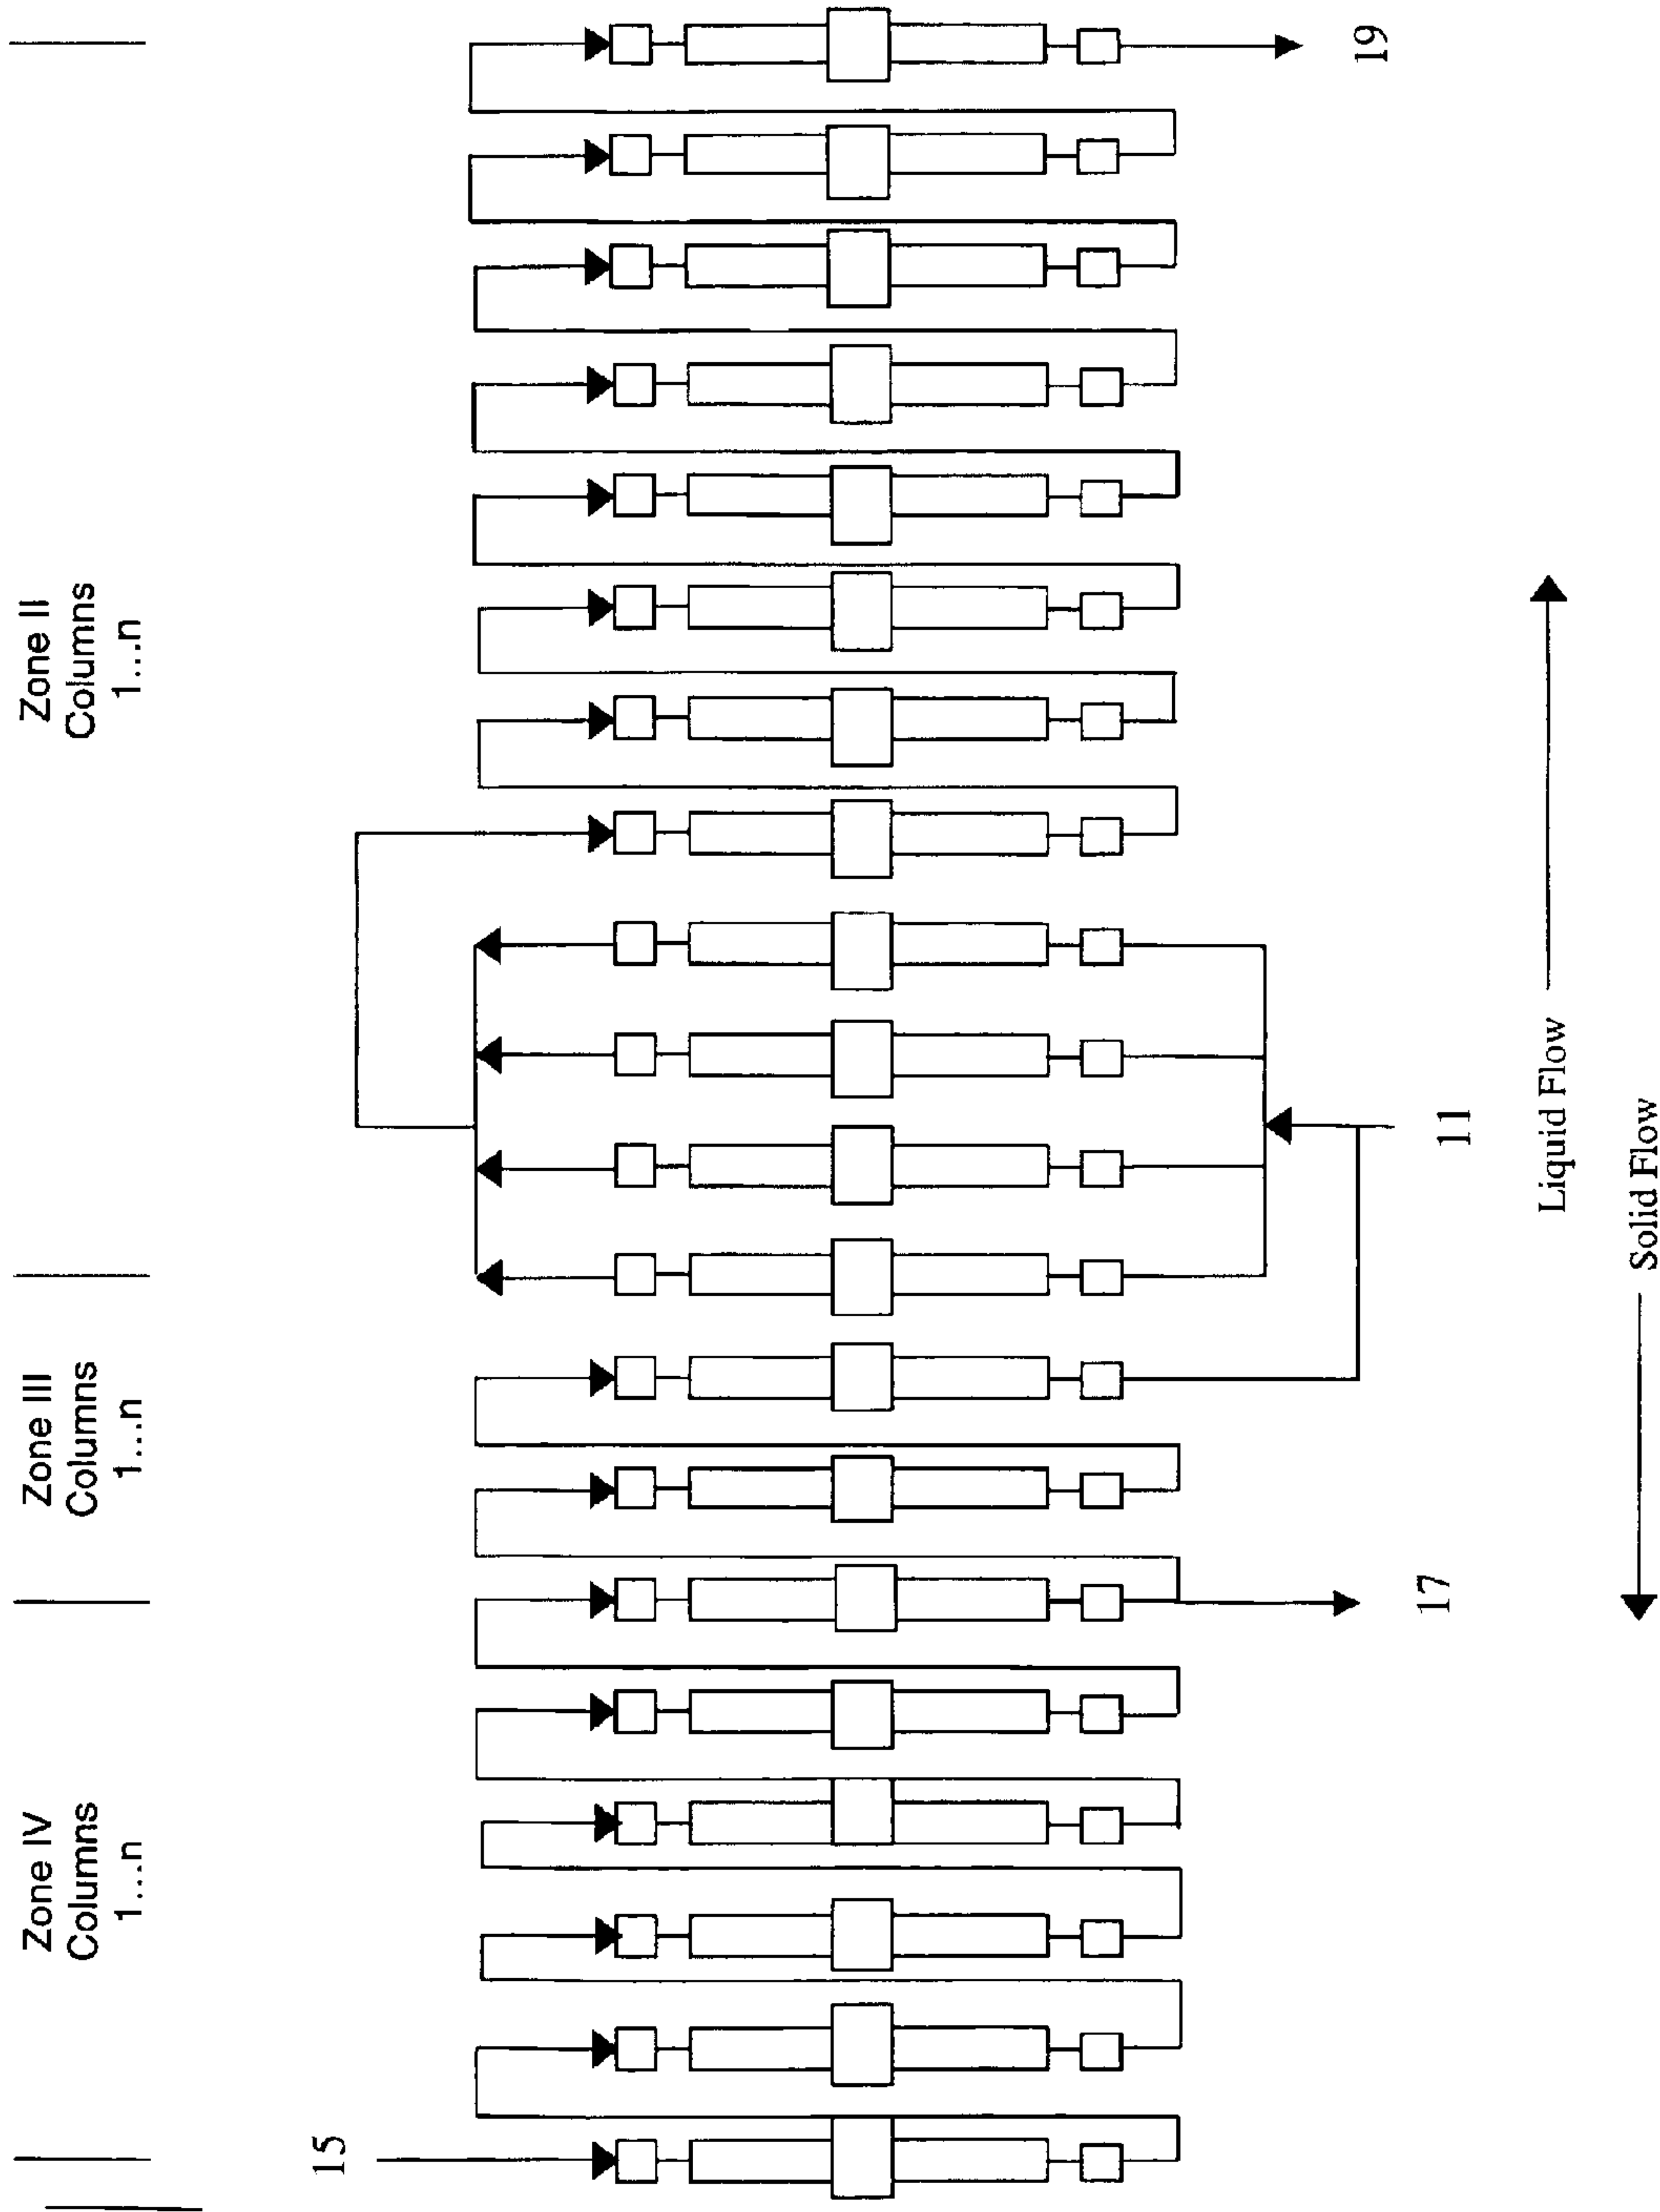 Zone IV
Columns
1...n
Zone III
Columns
1...n
Zone II
Columns
1...n
15
17
11
19
Liquid Flow
Solid Flow